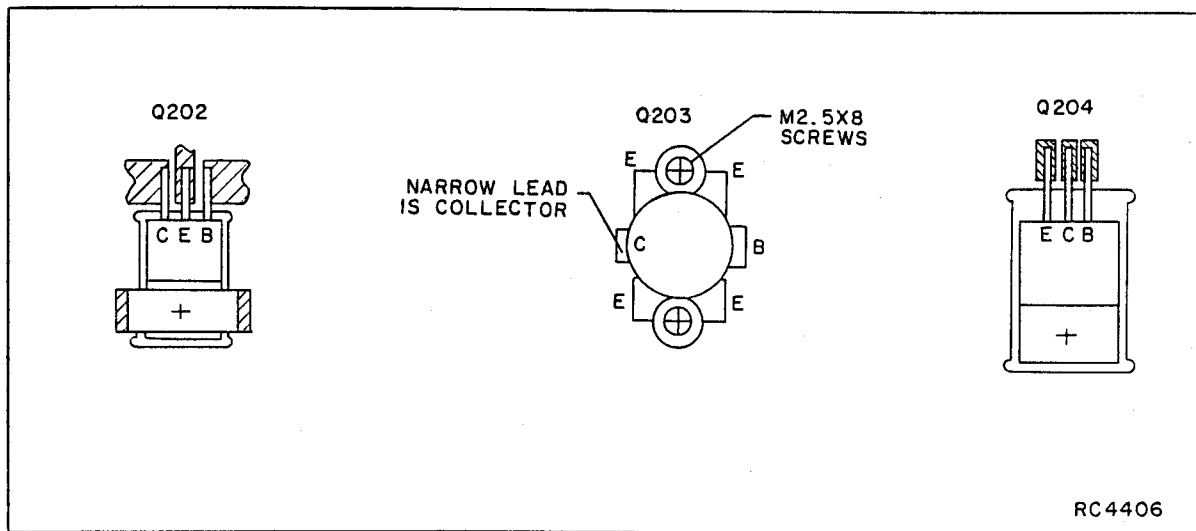 Q202
C E B
Q203
M2.5X8
SCREWS
NARROW LEAD
IS COLLECTOR
E
E
C
B
E
E
Q204
E C B
RC4406